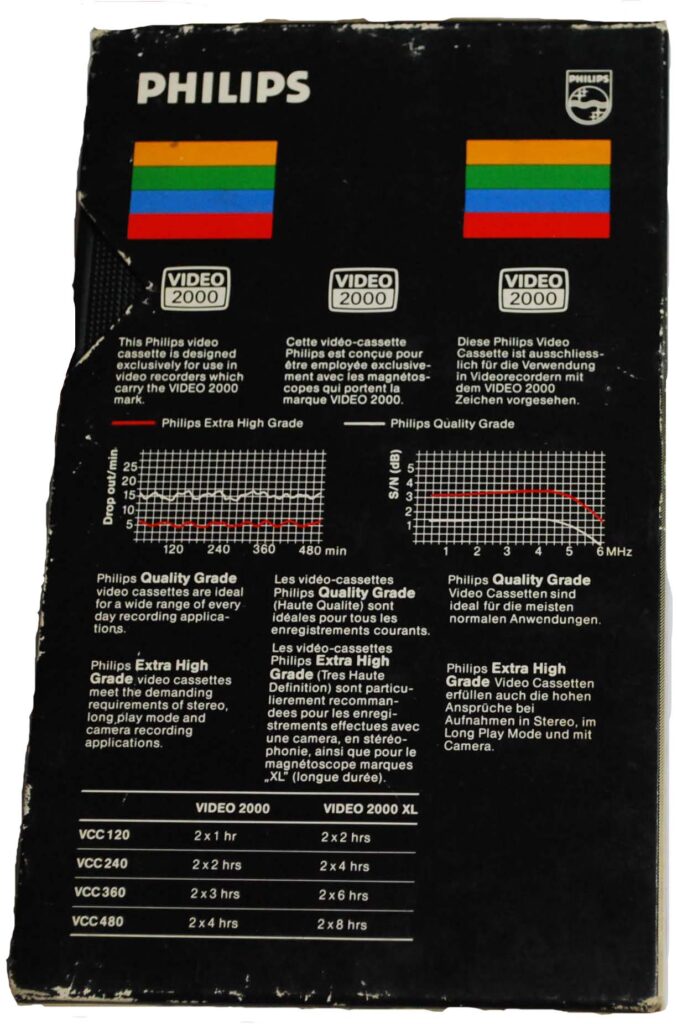 PHILIPS
PHILIPS
VIDEO
2000
VIDEO
2000
VIDEO
2000
This Philips video
cassette is designed
exclusively for use in
video recorders which
carry the VIDEO 2000
mark.
Cette vidéo-cassette
Philips est conçue pour
être employée exclusive-
ment avec les magnétos-
copes qui portent la
marque VIDEO 2000.
Diese Philips Video
Cassette ist ausschliess-
lich für die Verwendung
in Videorecordern mit
dem VIDEO 2000
Zeichen vorgesehen.
Philips Extra High Grade
Philips Quality Grade
Drop out/min
25
20
15
10
5
120 240 360 480 min
S/N (dB)
5
4
3
2
1
1 2 3 4 5 6 MHz
Philips Quality Grade
video cassettes are ideal
for a wide range of every
day recording applica-
tions.
Les vidéo-cassettes
Philips Quality Grade
(Haute Qualite) sont
idéales pour tous les
enregistrements courants.
Philips Quality Grade
Video Cassetten sind
ideal für die meisten
normalen Anwendungen.
Philips Extra High
Grade video cassettes
meet the demanding
requirements of stereo,
long play mode and
camera recording
applications.
Les vidéo-cassettes
Philips Extra High
Grade (Tres Haute
Definition) sont particu-
lierement recomman-
dees pour les enregi-
strements effectues avec
une camera, en stéréo-
phonie, ainsi que pour le
magnétoscope marques
„XL” (longue durée).
Philips Extra High
Grade Video Cassetten
erfüllen auch die hohen
Ansprüche bei
Aufnahmen in Stereo, im
Long Play Mode und mit
Camera.
VIDEO 2000 VIDEO 2000 XL
VCC 120 2 x 1 hr 2 x 2 hrs
VCC 240 2 x 2 hrs 2 x 4 hrs
VCC 360 2 x 3 hrs 2 x 6 hrs
VCC 480 2 x 4 hrs 2 x 8 hrs